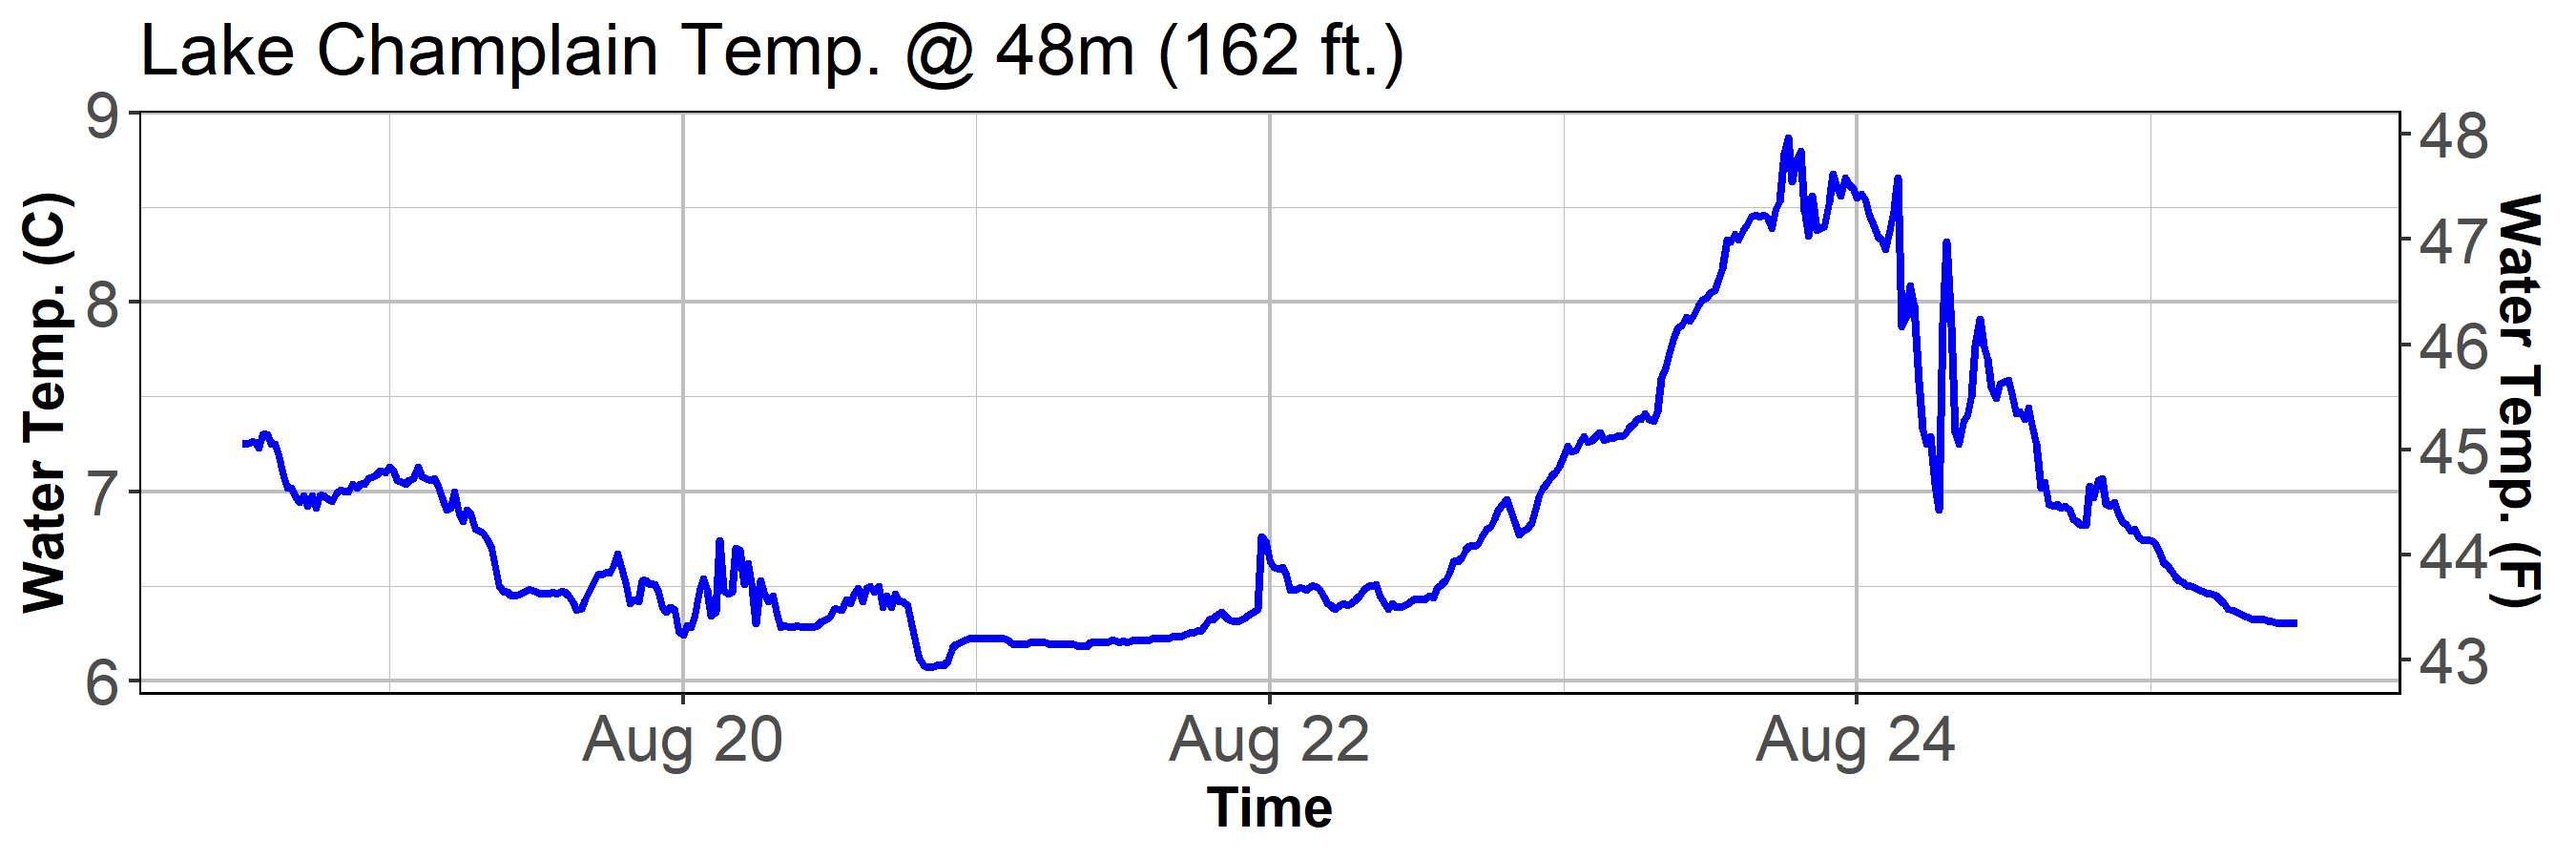 Lake Champlain Temp. @ 48m (162 ft.)
9
8
7
6
Water Temp. (C)
48
47
46
45
44
43
Water Temp. (F)
Aug 20
Aug 22
Aug 24
Time